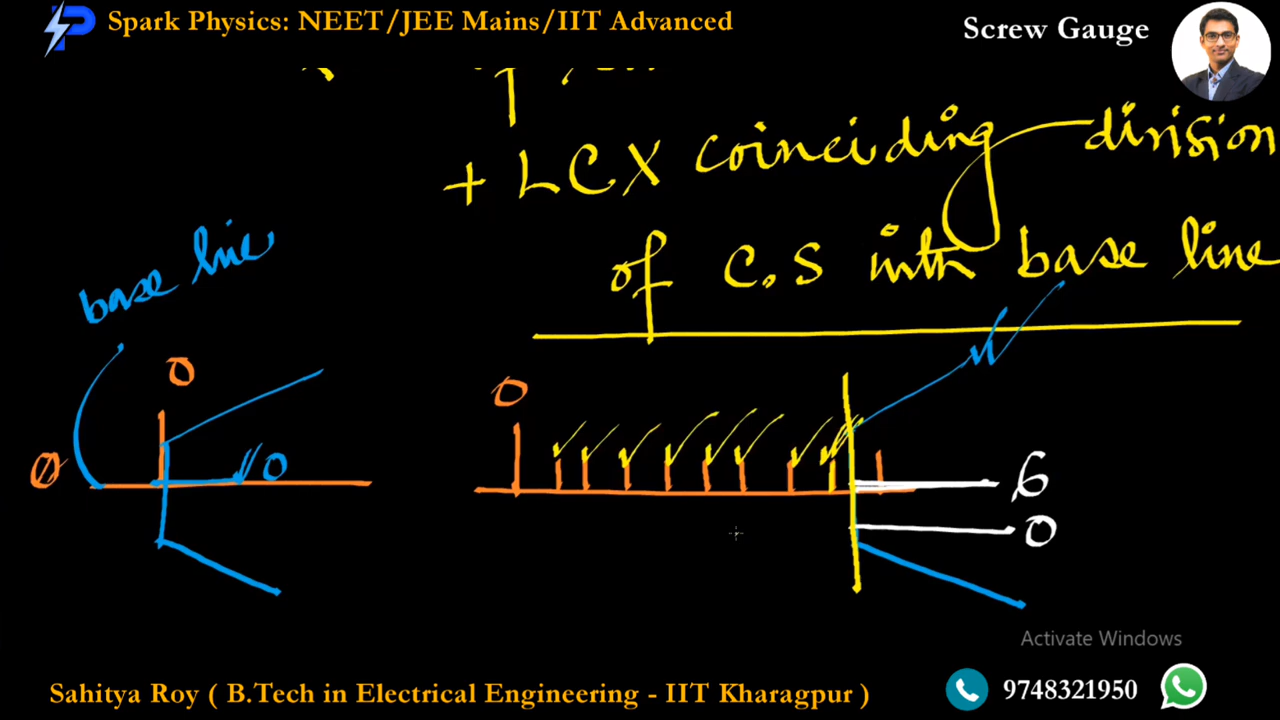 Spark Physics: NEET/JEE Mains/IIT Advanced
Screw Gauge
+ LC X coinciding division
of C.S with base line
base line
0
0
0
0
6
0
Activate Windows
Sahitya Roy ( B.Tech in Electrical Engineering - IIT Kharagpur )
9748321950